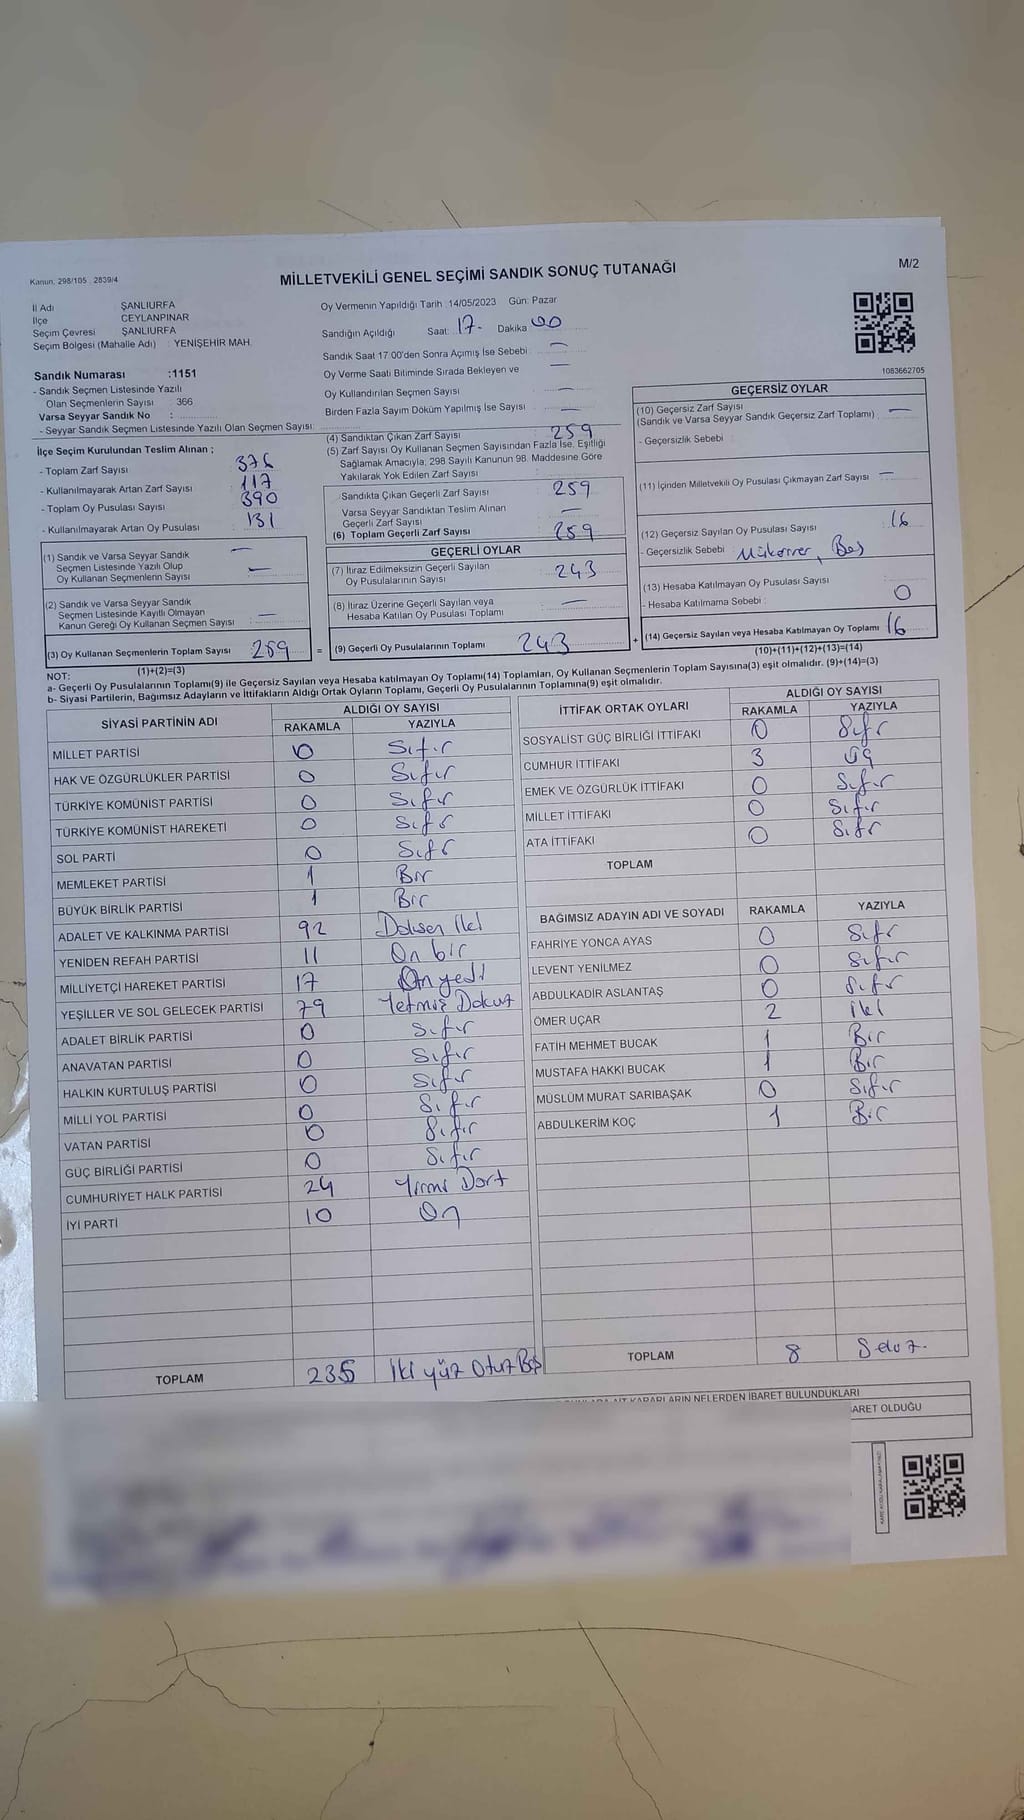 Kanun: 298/105 2839/4
MİLLETVEKİLİ GENEL SEÇİMİ SANDIK SONUÇ TUTANAĞI
M/2
İl Adı ŞANLIURFA
İlçe CEYLANPINAR
Seçim Çevresi ŞANLIURFA
Seçim Bölgesi (Mahalle Adı) : YENİŞEHİR MAH.
Sandık Numarası :1151
- Sandık Seçmen Listesinde Yazılı
Olan Seçmenlerin Sayısı : 366
Varsa Seyyar Sandık No :
- Seyyar Sandık Seçmen Listesinde Yazılı Olan Seçmen Sayısı:
Oy Vermenin Yapıldığı Tarih :14/05/2023 Gün: Pazar
Sandığın Açıldığı Saat: 17. Dakika 00
Sandık Saat 17.00'den Sonra Açımış İse Sebebi : —
Oy Verme Saati Bitiminde Sırada Bekleyen ve
Oy Kullandırılan Seçmen Sayısı —
Birden Fazla Sayım Döküm Yapılmış İse Sayısı —
1083662705
İlçe Seçim Kurulundan Teslim Alınan ;
- Toplam Zarf Sayısı 376
- Kullanılmayarak Artan Zarf Sayısı 117
- Toplam Oy Pusulası Sayısı 390
- Kullanılmayarak Artan Oy Pusulası 131
(4) Sandıktan Çıkan Zarf Sayısı 259
(5) Zarf Sayısı Oy Kullanan Seçmen Sayısından Fazla İse, Eşitliği
Sağlamak Amacıyla, 298 Sayılı Kanunun 98. Maddesine Göre
Yakılarak Yok Edilen Zarf Sayısı
Sandıkta Çıkan Geçerli Zarf Sayısı 259
Varsa Seyyar Sandıktan Teslim Alınan
Geçerli Zarf Sayısı —
(6) Toplam Geçerli Zarf Sayısı 259
GEÇERSİZ OYLAR
(10) Geçersiz Zarf Sayısı
(Sandık ve Varsa Seyyar Sandık Geçersiz Zarf Toplamı) —
- Geçersizlik Sebebi :
(11) İçinden Milletvekili Oy Pusulası Çıkmayan Zarf Sayısı —
(12) Geçersiz Sayılan Oy Pusulası Sayısı 16
- Geçersizlik Sebebi : Mükerrer, Boş
(13) Hesaba Katılmayan Oy Pusulası Sayısı
- Hesaba Katılmama Sebebi : 0
(14) Geçersiz Sayılan veya Hesaba Katılmayan Oy Toplamı 16
(10)+(11)+(12)+(13)=(14)
(1) Sandık ve Varsa Seyyar Sandık —
Seçmen Listesinde Yazılı Olup
Oy Kullanan Seçmenlerin Sayısı —
(2) Sandık ve Varsa Seyyar Sandık
Seçmen Listesinde Kayıtlı Olmayan
Kanun Gereği Oy Kullanan Seçmen Sayısı —
(3) Oy Kullanan Seçmenlerin Toplam Sayısı 259 =
(1)+(2)=(3)
GEÇERLİ OYLAR
(7) İtiraz Edilmeksizin Geçerli Sayılan
Oy Pusulalarının Sayısı 243
(8) İtiraz Üzerine Geçerli Sayılan veya
Hesaba Katılan Oy Pusulası Toplamı —
(9) Geçerli Oy Pusulalarının Toplamı 243 +
NOT:
a- Geçerli Oy Pusulalarının Toplamı(9) ile Geçersiz Sayılan veya Hesaba katılmayan Oy Toplamı(14) Toplamları, Oy Kullanan Seçmenlerin Toplam Sayısına(3) eşit olmalıdır. (9)+(14)=(3)
b- Siyasi Partilerin, Bağımsız Adayların ve İttifakların Aldığı Ortak Oyların Toplamı, Geçerli Oy Pusulalarının Toplamına(9) eşit olmalıdır.
SİYASİ PARTİNİN ADI ALDIĞI OY SAYISI
RAKAMLA YAZIYLA
MİLLET PARTİSİ 0 Sıfır
HAK VE ÖZGÜRLÜKLER PARTİSİ 0 Sıfır
TÜRKİYE KOMÜNİST PARTİSİ 0 Sıfır
TÜRKİYE KOMÜNİST HAREKETİ 0 Sıfır
SOL PARTİ 0 Sıfır
MEMLEKET PARTİSİ 1 Bir
BÜYÜK BİRLİK PARTİSİ 1 Bir
ADALET VE KALKINMA PARTİSİ 92 Doksan İki
YENİDEN REFAH PARTİSİ 11 On bir
MİLLİYETÇİ HAREKET PARTİSİ 17 On yedi
YEŞİLLER VE SOL GELECEK PARTİSİ 79 Yetmiş Dokuz
ADALET BİRLİK PARTİSİ 0 Sıfır
ANAVATAN PARTİSİ 0 Sıfır
HALKIN KURTULUŞ PARTİSİ 0 Sıfır
MİLLİ YOL PARTİSİ 0 Sıfır
VATAN PARTİSİ 0 Sıfır
GÜÇ BİRLİĞİ PARTİSİ 0 Sıfır
CUMHURİYET HALK PARTİSİ 24 Yirmi Dört
İYİ PARTİ 10 On
TOPLAM 235 İki yüz Otuz Beş
İTTİFAK ORTAK OYLARI ALDIĞI OY SAYISI
RAKAMLA YAZIYLA
SOSYALİST GÜÇ BİRLİĞİ İTTİFAKI 0 Sıfır
CUMHUR İTTİFAKI 3 Üç
EMEK VE ÖZGÜRLÜK İTTİFAKI 0 Sıfır
MİLLET İTTİFAKI 0 Sıfır
ATA İTTİFAKI 0 Sıfır
TOPLAM
BAĞIMSIZ ADAYIN ADI VE SOYADI RAKAMLA YAZIYLA
FAHRİYE YONCA AYAS 0 Sıfır
LEVENT YENİLMEZ 0 Sıfır
ABDULKADİR ASLANTAŞ 0 Sıfır
ÖMER UÇAR 2 İki
FATİH MEHMET BUCAK 1 Bir
MUSTAFA HAKKI BUCAK 1 Bir
MÜSLÜM MURAT SARIBAŞAK 0 Sıfır
ABDULKERİM KOÇ 1 Bir
TOPLAM 8 Sekiz.
KARARLARIN NELERDEN İBARET BULUNDUKLARI
BARET OLDUĞU